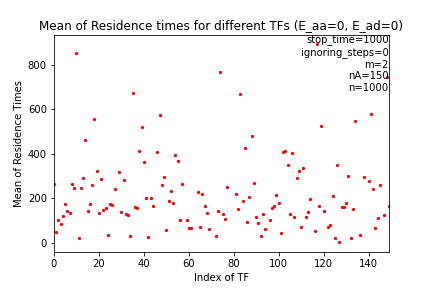 Mean of Residence times for different TFs (E_aa=0, E_ad=0)
stop_time=1000
ignoring_steps=0
m=2
nA=150
n=1000
Mean of Residence Times
800
600
400
200
0
0 20 40 60 80 100 120 140
Index of TF